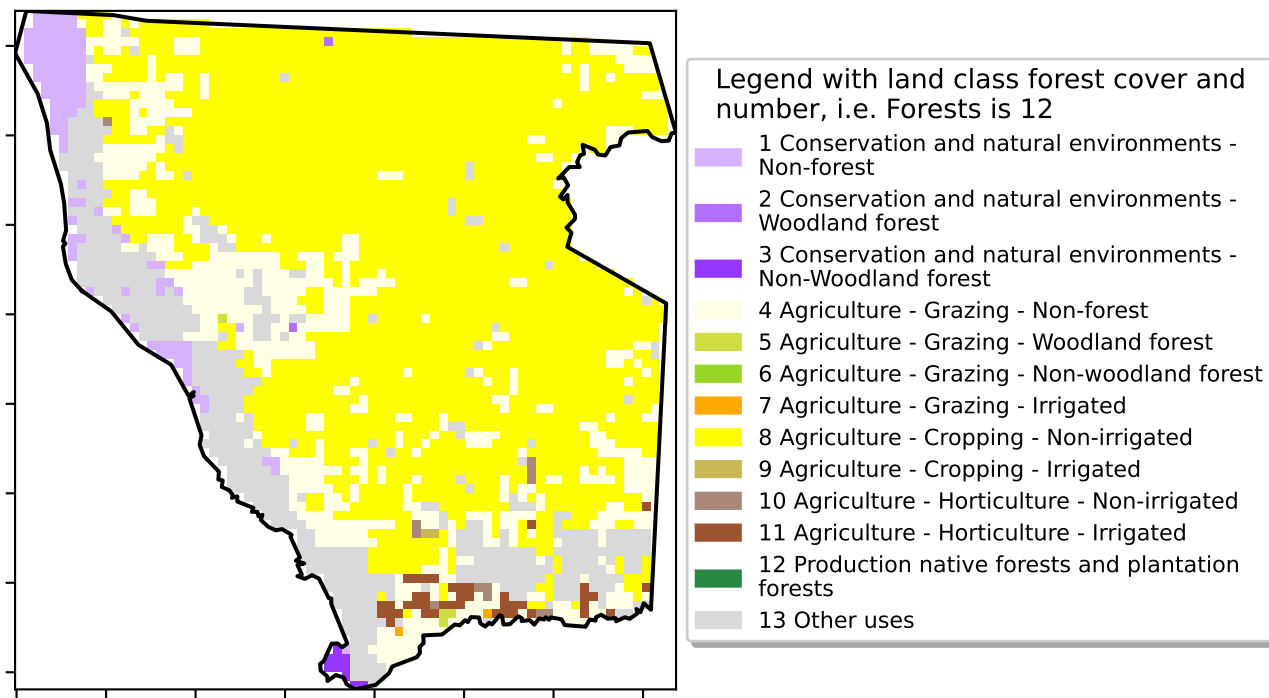 Legend with land class forest cover and
number, i.e. Forests is 12
1 Conservation and natural environments -
Non-forest
2 Conservation and natural environments -
Woodland forest
3 Conservation and natural environments -
Non-Woodland forest
4 Agriculture - Grazing - Non-forest
5 Agriculture - Grazing - Woodland forest
6 Agriculture - Grazing - Non-woodland forest
7 Agriculture - Grazing - Irrigated
8 Agriculture - Cropping - Non-irrigated
9 Agriculture - Cropping - Irrigated
10 Agriculture - Horticulture - Non-irrigated
11 Agriculture - Horticulture - Irrigated
12 Production native forests and plantation
forests
13 Other uses